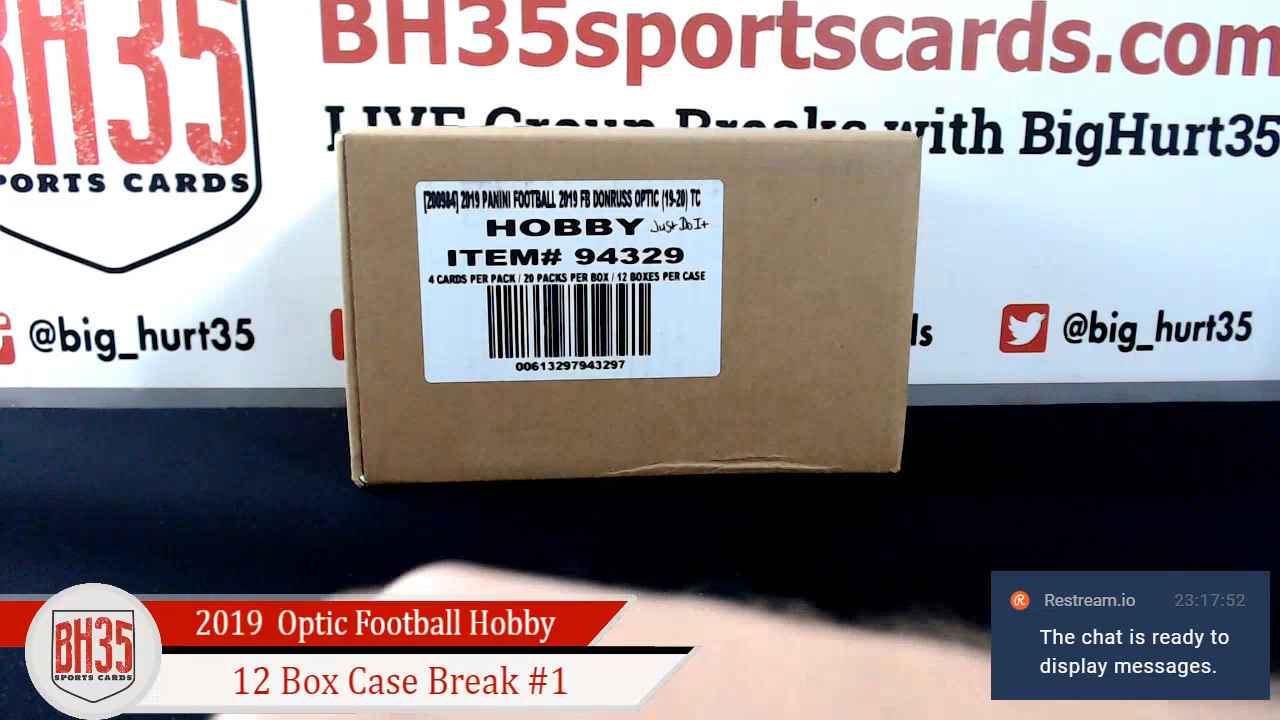 BH35sportscards.com
BH35
SPORTS CARDS
LIVE Group Breaks with BigHurt35
[200984] 2019 PANINI FOOTBALL 2019 FB DONRUSS OPTIC (19-20) TC
HOBBY Just Do It
ITEM# 94329
4 CARDS PER PACK / 20 PACKS PER BOX / 12 BOXES PER CASE
00613297943297
@big_hurt35
@big_hurt35
2019 Optic Football Hobby
12 Box Case Break #1
BH35
SPORTS CARDS
Restream.io 23:17:52
The chat is ready to
display messages.